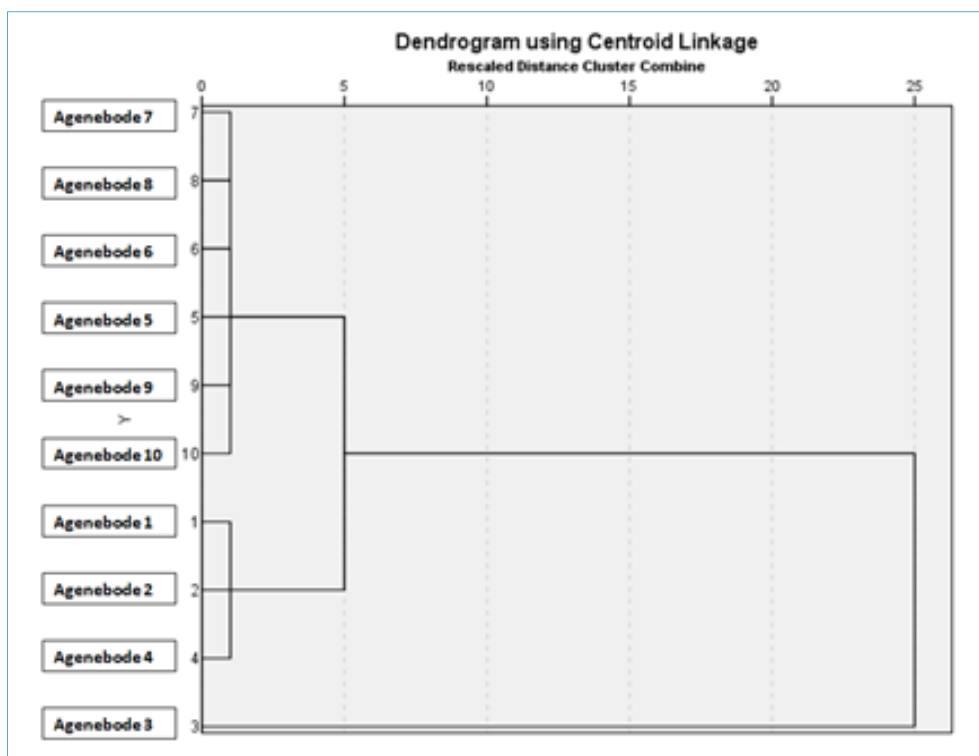 Dendrogram using Centroid Linkage
Rescaled Distance Cluster Combine
0 5 10 15 20 25
Agenebode 7 7
Agenebode 8 8
Agenebode 6 6
Agenebode 5 5
Agenebode 9 9
Y
Agenebode 10 10
Agenebode 1 1
Agenebode 2 2
Agenebode 4 4
Agenebode 3 3